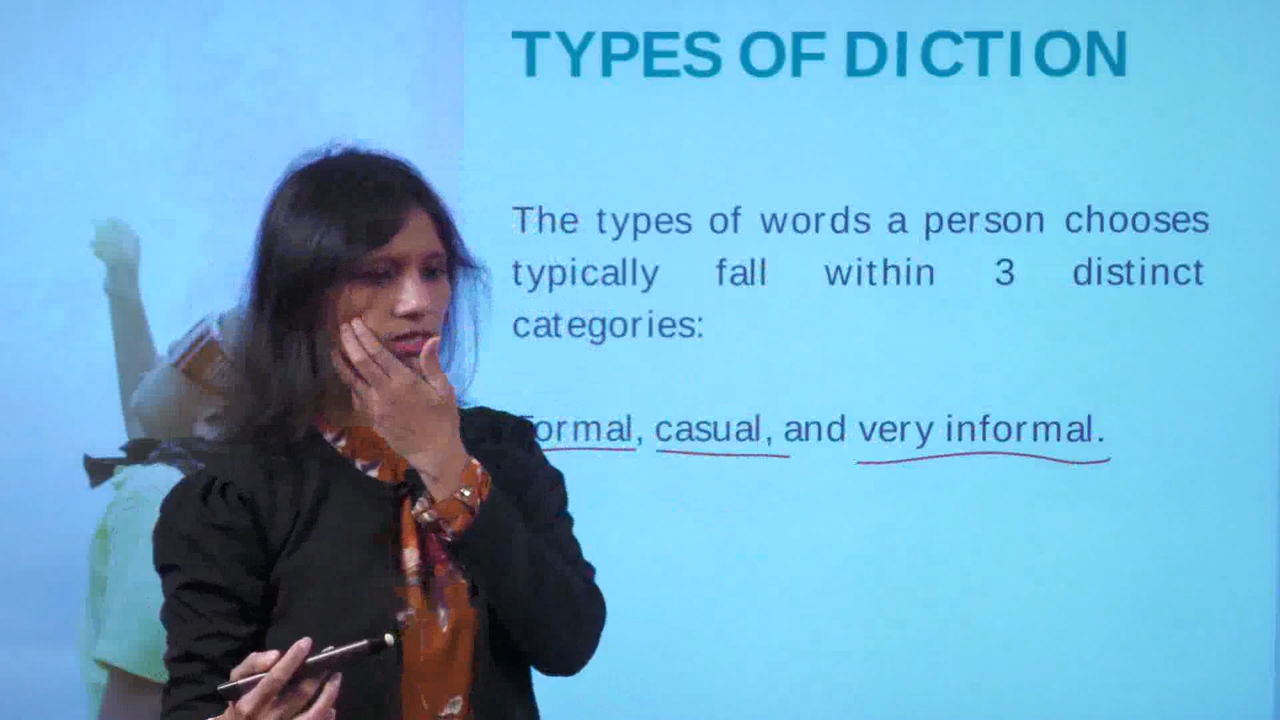 TYPES OF DICTION
The types of words a person chooses
typically fall within 3 distinct
categories:
Formal, casual, and very informal.